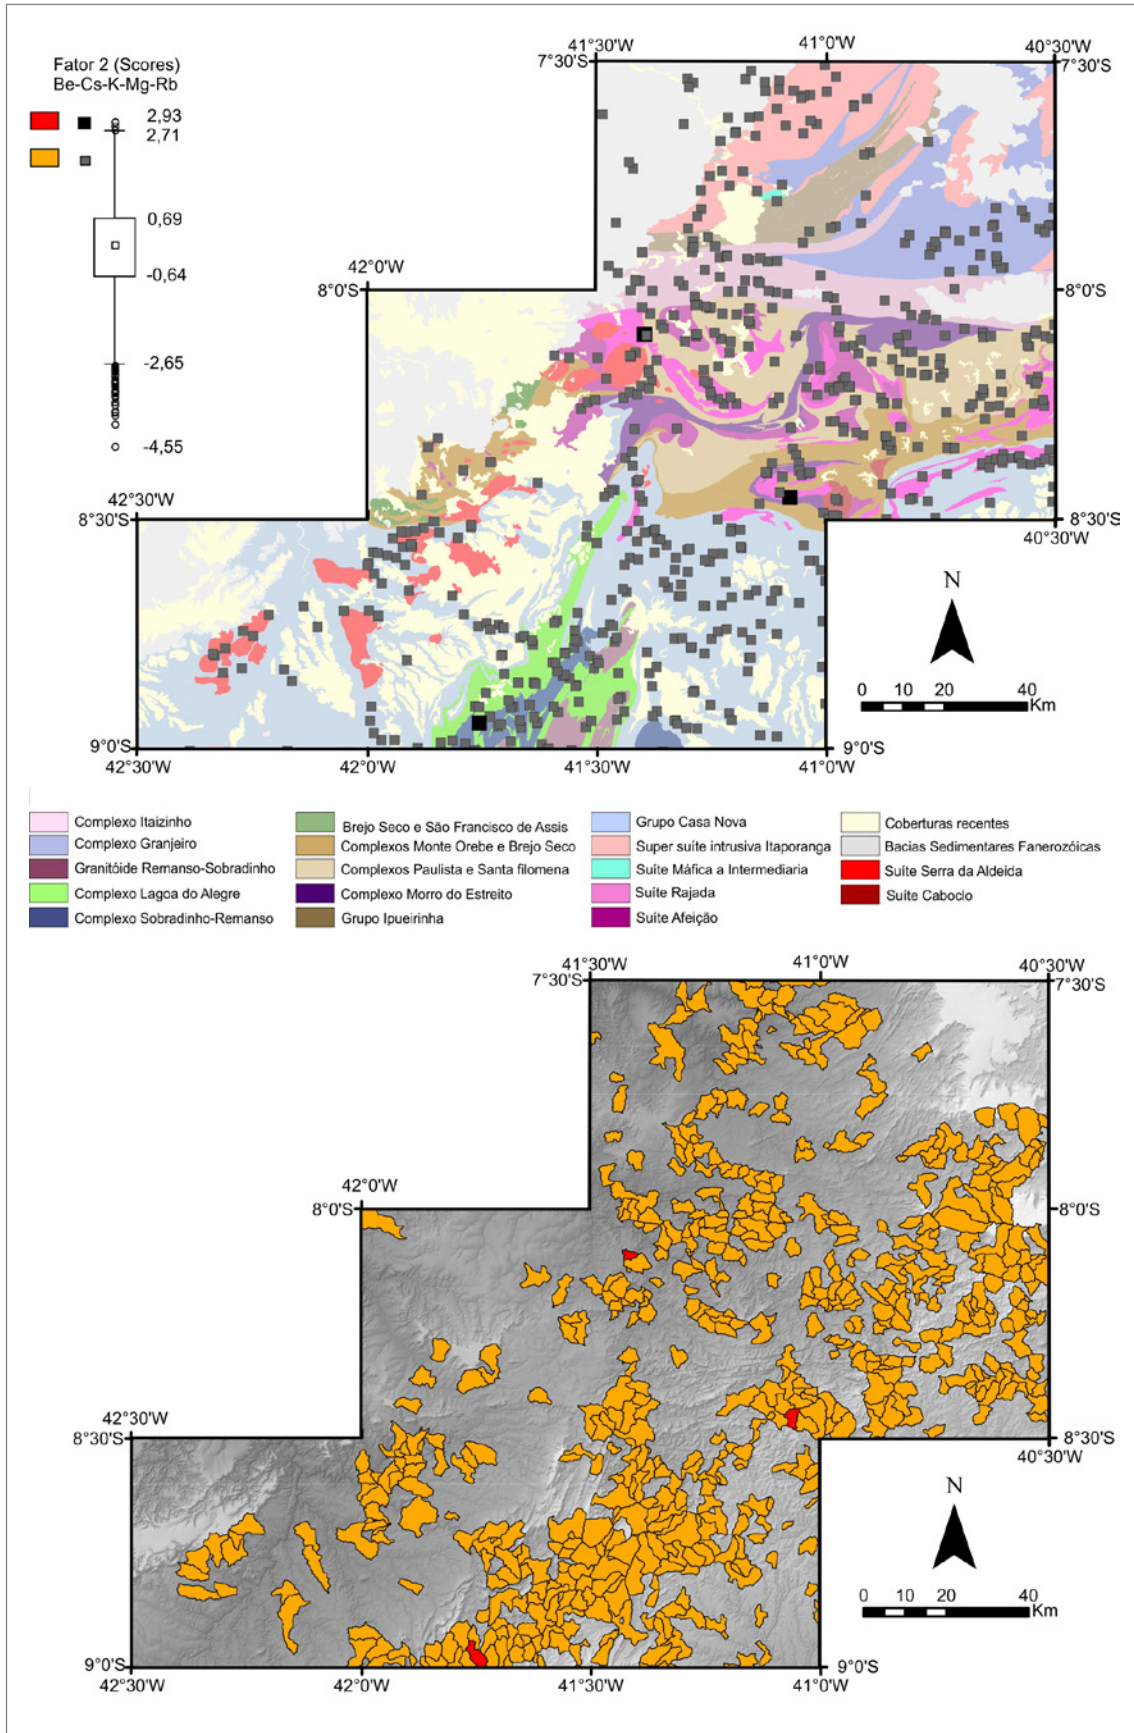 Fator 2 (Scores)
Be-Cs-K-Mg-Rb
2,93
2,71
0,69
-0,64
-2,65
-4,55
41°30'W
41°0'W
40°30'W
7°30'S
42°0'W
8°0'S
8°0'S
42°30'W
8°30'S
8°30'S
40°30'W
N
0 10 20 40
Km
9°0'S
9°0'S
42°30'W
42°0'W
41°30'W
41°0'W
Complexo Itaizinho
Complexo Granjeiro
Granitóide Remanso-Sobradinho
Complexo Lagoa do Alegre
Complexo Sobradinho-Remanso
Brejo Seco e São Francisco de Assis
Complexos Monte Orebe e Brejo Seco
Complexos Paulista e Santa filomena
Complexo Morro do Estreito
Grupo Ipueirinha
Grupo Casa Nova
Super suíte intrusiva Itaporanga
Suíte Máfica a Intermediaria
Suíte Rajada
Suíte Afeição
Coberturas recentes
Bacias Sedimentares Fanerozóicas
Suíte Serra da Aldeida
Suíte Caboclo
41°30'W
41°0'W
40°30'W
7°30'S
7°30'S
42°0'W
8°0'S
8°0'S
42°30'W
8°30'S
8°30'S
40°30'W
N
0 10 20 40
Km
9°0'S
9°0'S
42°30'W
42°0'W
41°30'W
41°0'W